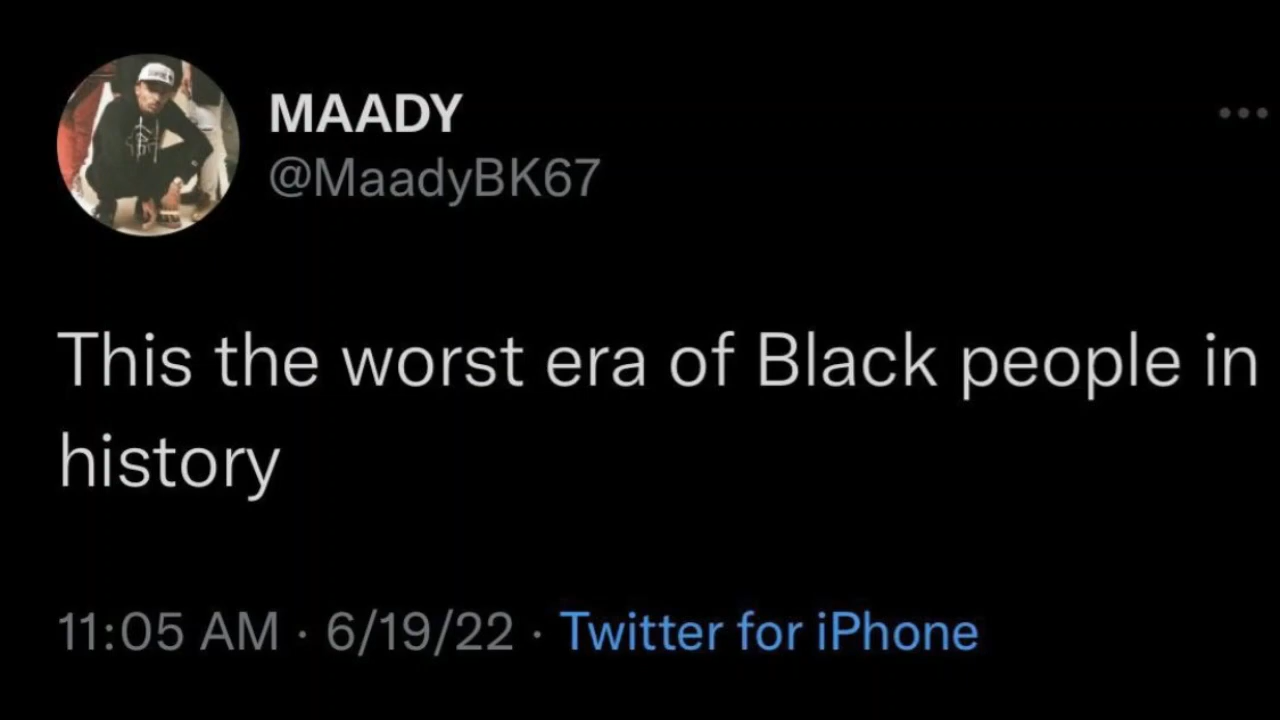 MAADY
@MaadyBK67
This the worst era of Black people in
history
11:05 AM · 6/19/22 · Twitter for iPhone